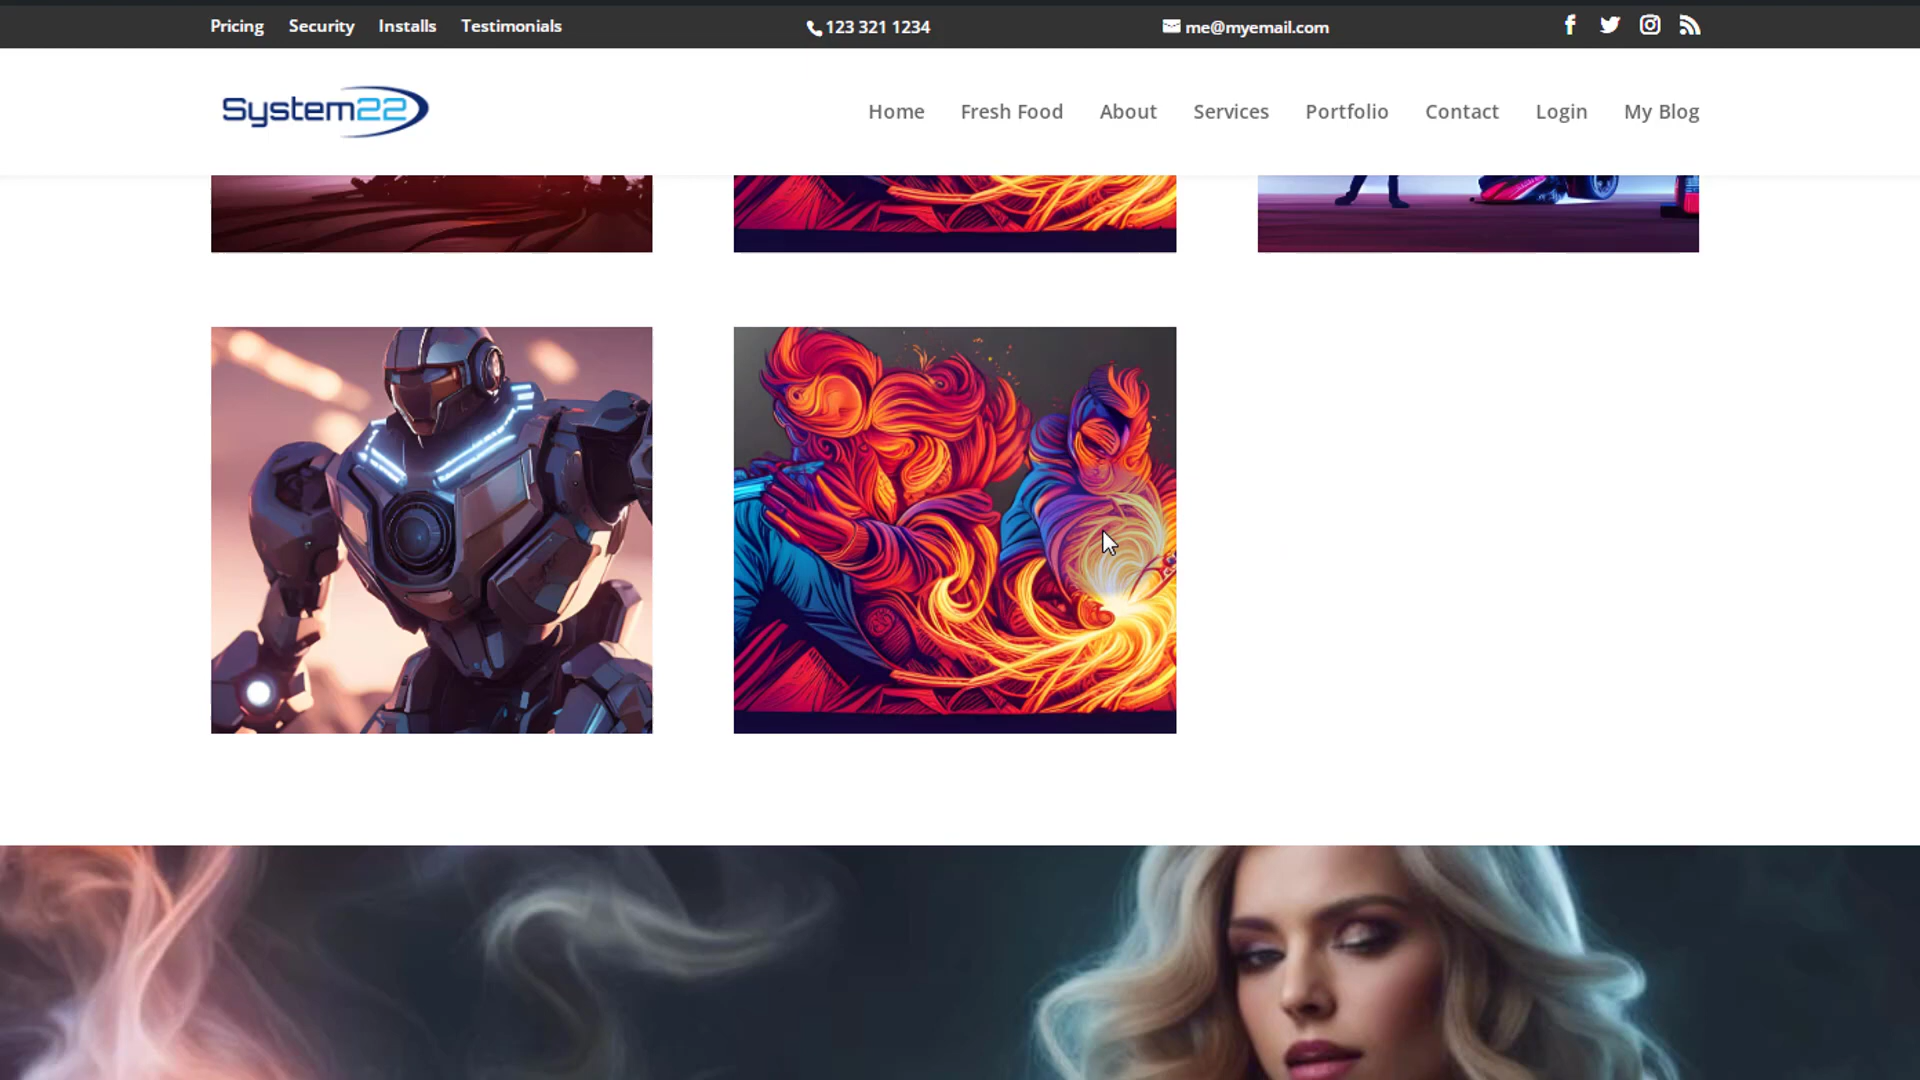 Pricing Security Installs Testimonials 123 321 1234 me@myemail.com
System22 Home Fresh Food About Services Portfolio Contact Login My Blog